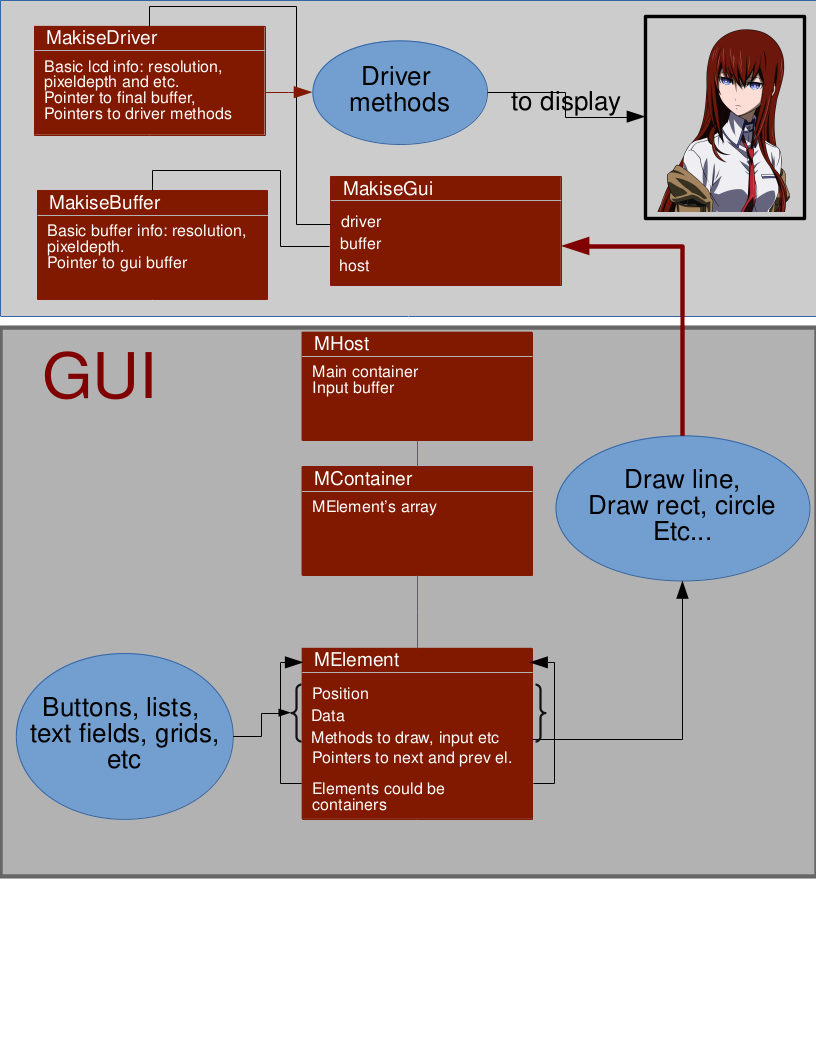 MakiseDriver
Basic lcd info: resolution,
pixeldepth and etc.
Pointer to final buffer,
Pointers to driver methods
Driver
methods
to display
MakiseBuffer
Basic buffer info: resolution,
pixeldepth.
Pointer to gui buffer
MakiseGui
driver
buffer
host
GUI
MHost
Main container
Input buffer
MContainer
MElement’s array
Draw line,
Draw rect, circle
Etc...
Buttons, lists,
text fields, grids,
etc
MElement
Position
Data
Methods to draw, input etc
Pointers to next and prev el.
Elements could be
containers